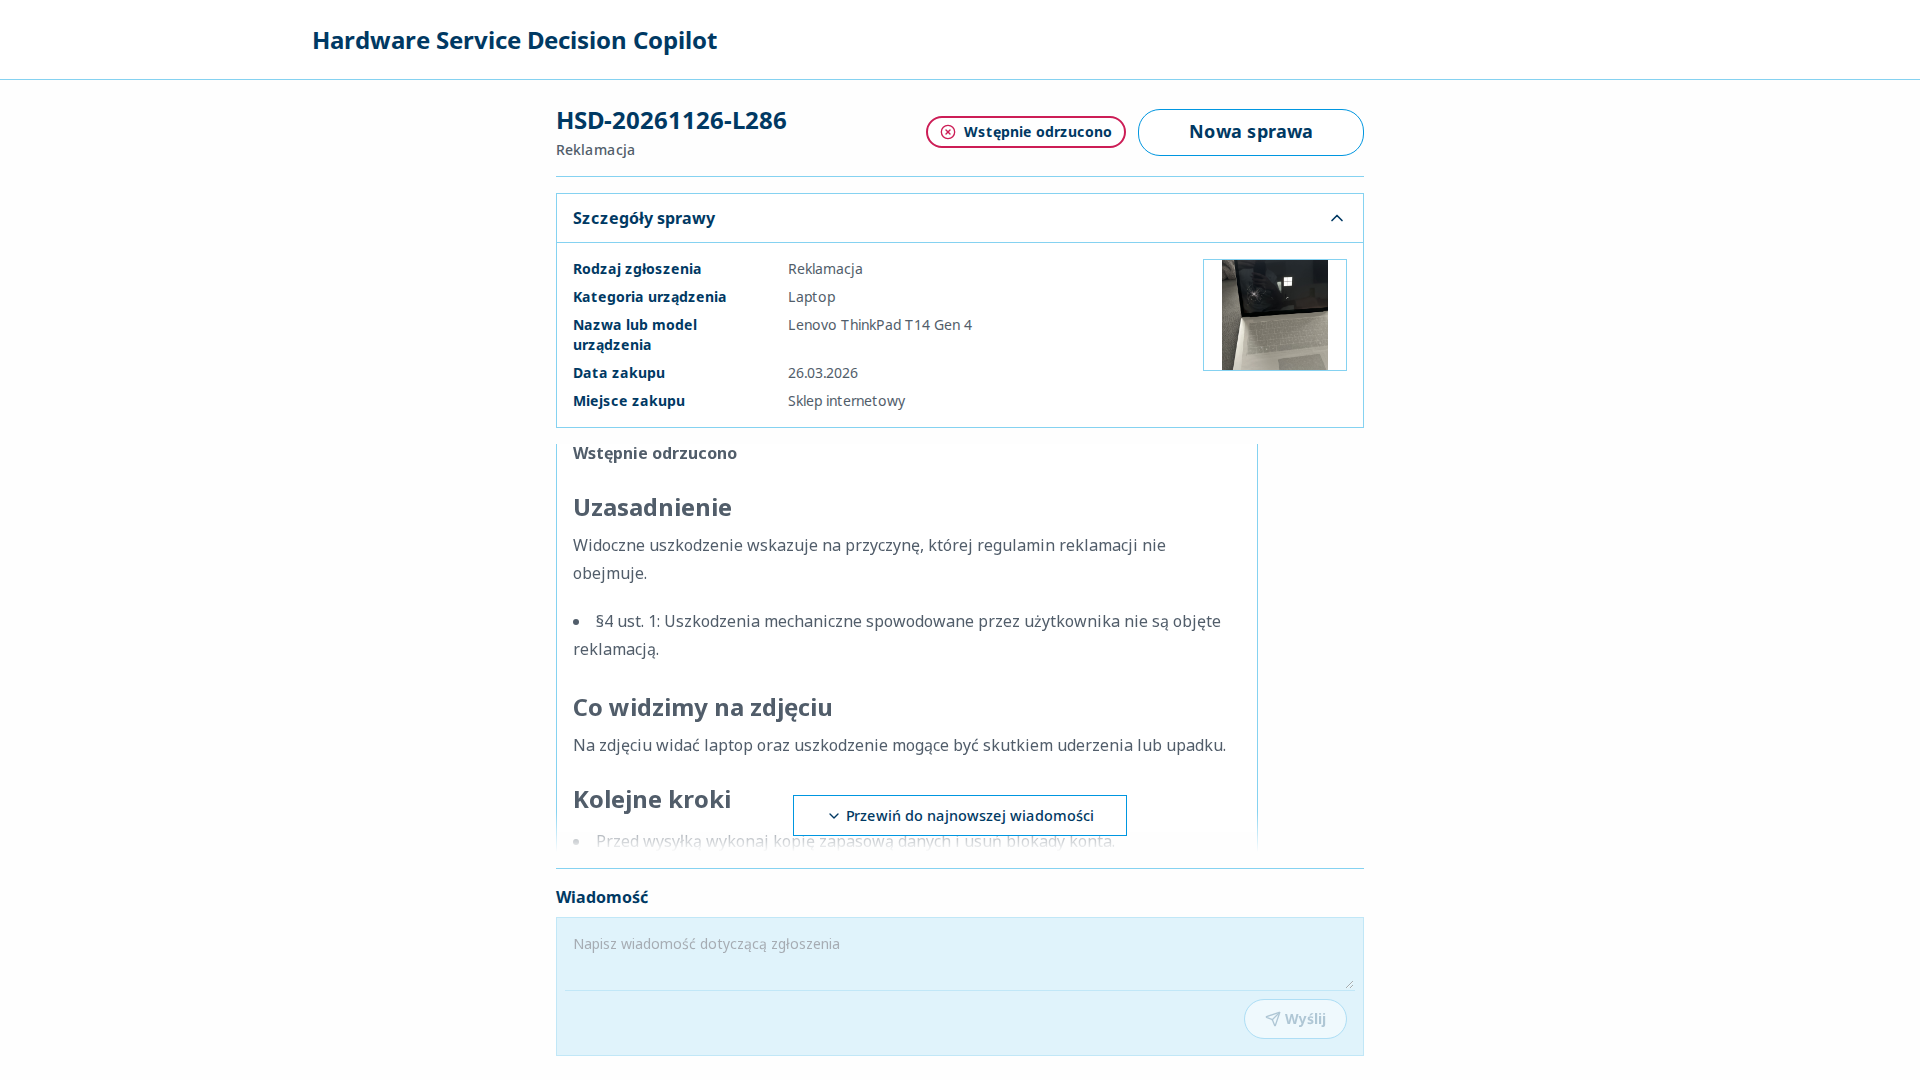 Hardware Service Decision Copilot
HSD-20261126-L286
Reklamacja
Wstępnie odrzucono
Nowa sprawa
Szczegóły sprawy
Rodzaj zgłoszenia Reklamacja
Kategoria urządzenia Laptop
Nazwa lub model Lenovo ThinkPad T14 Gen 4
urządzenia
Data zakupu 26.03.2026
Miejsce zakupu Sklep internetowy
Wstępnie odrzucono
Uzasadnienie
Widoczne uszkodzenie wskazuje na przyczynę, której regulamin reklamacji nie
obejmuje.
• §4 ust. 1: Uszkodzenia mechaniczne spowodowane przez użytkownika nie są objęte
reklamacją.
Co widzimy na zdjęciu
Na zdjęciu widać laptop oraz uszkodzenie mogące być skutkiem uderzenia lub upadku.
Kolejne kroki
Przewiń do najnowszej wiadomości
• Przed wysyłką wykonaj kopię zapasową danych i usuń blokady konta.
Wiadomość
Napisz wiadomość dotyczącą zgłoszenia
Wyślij